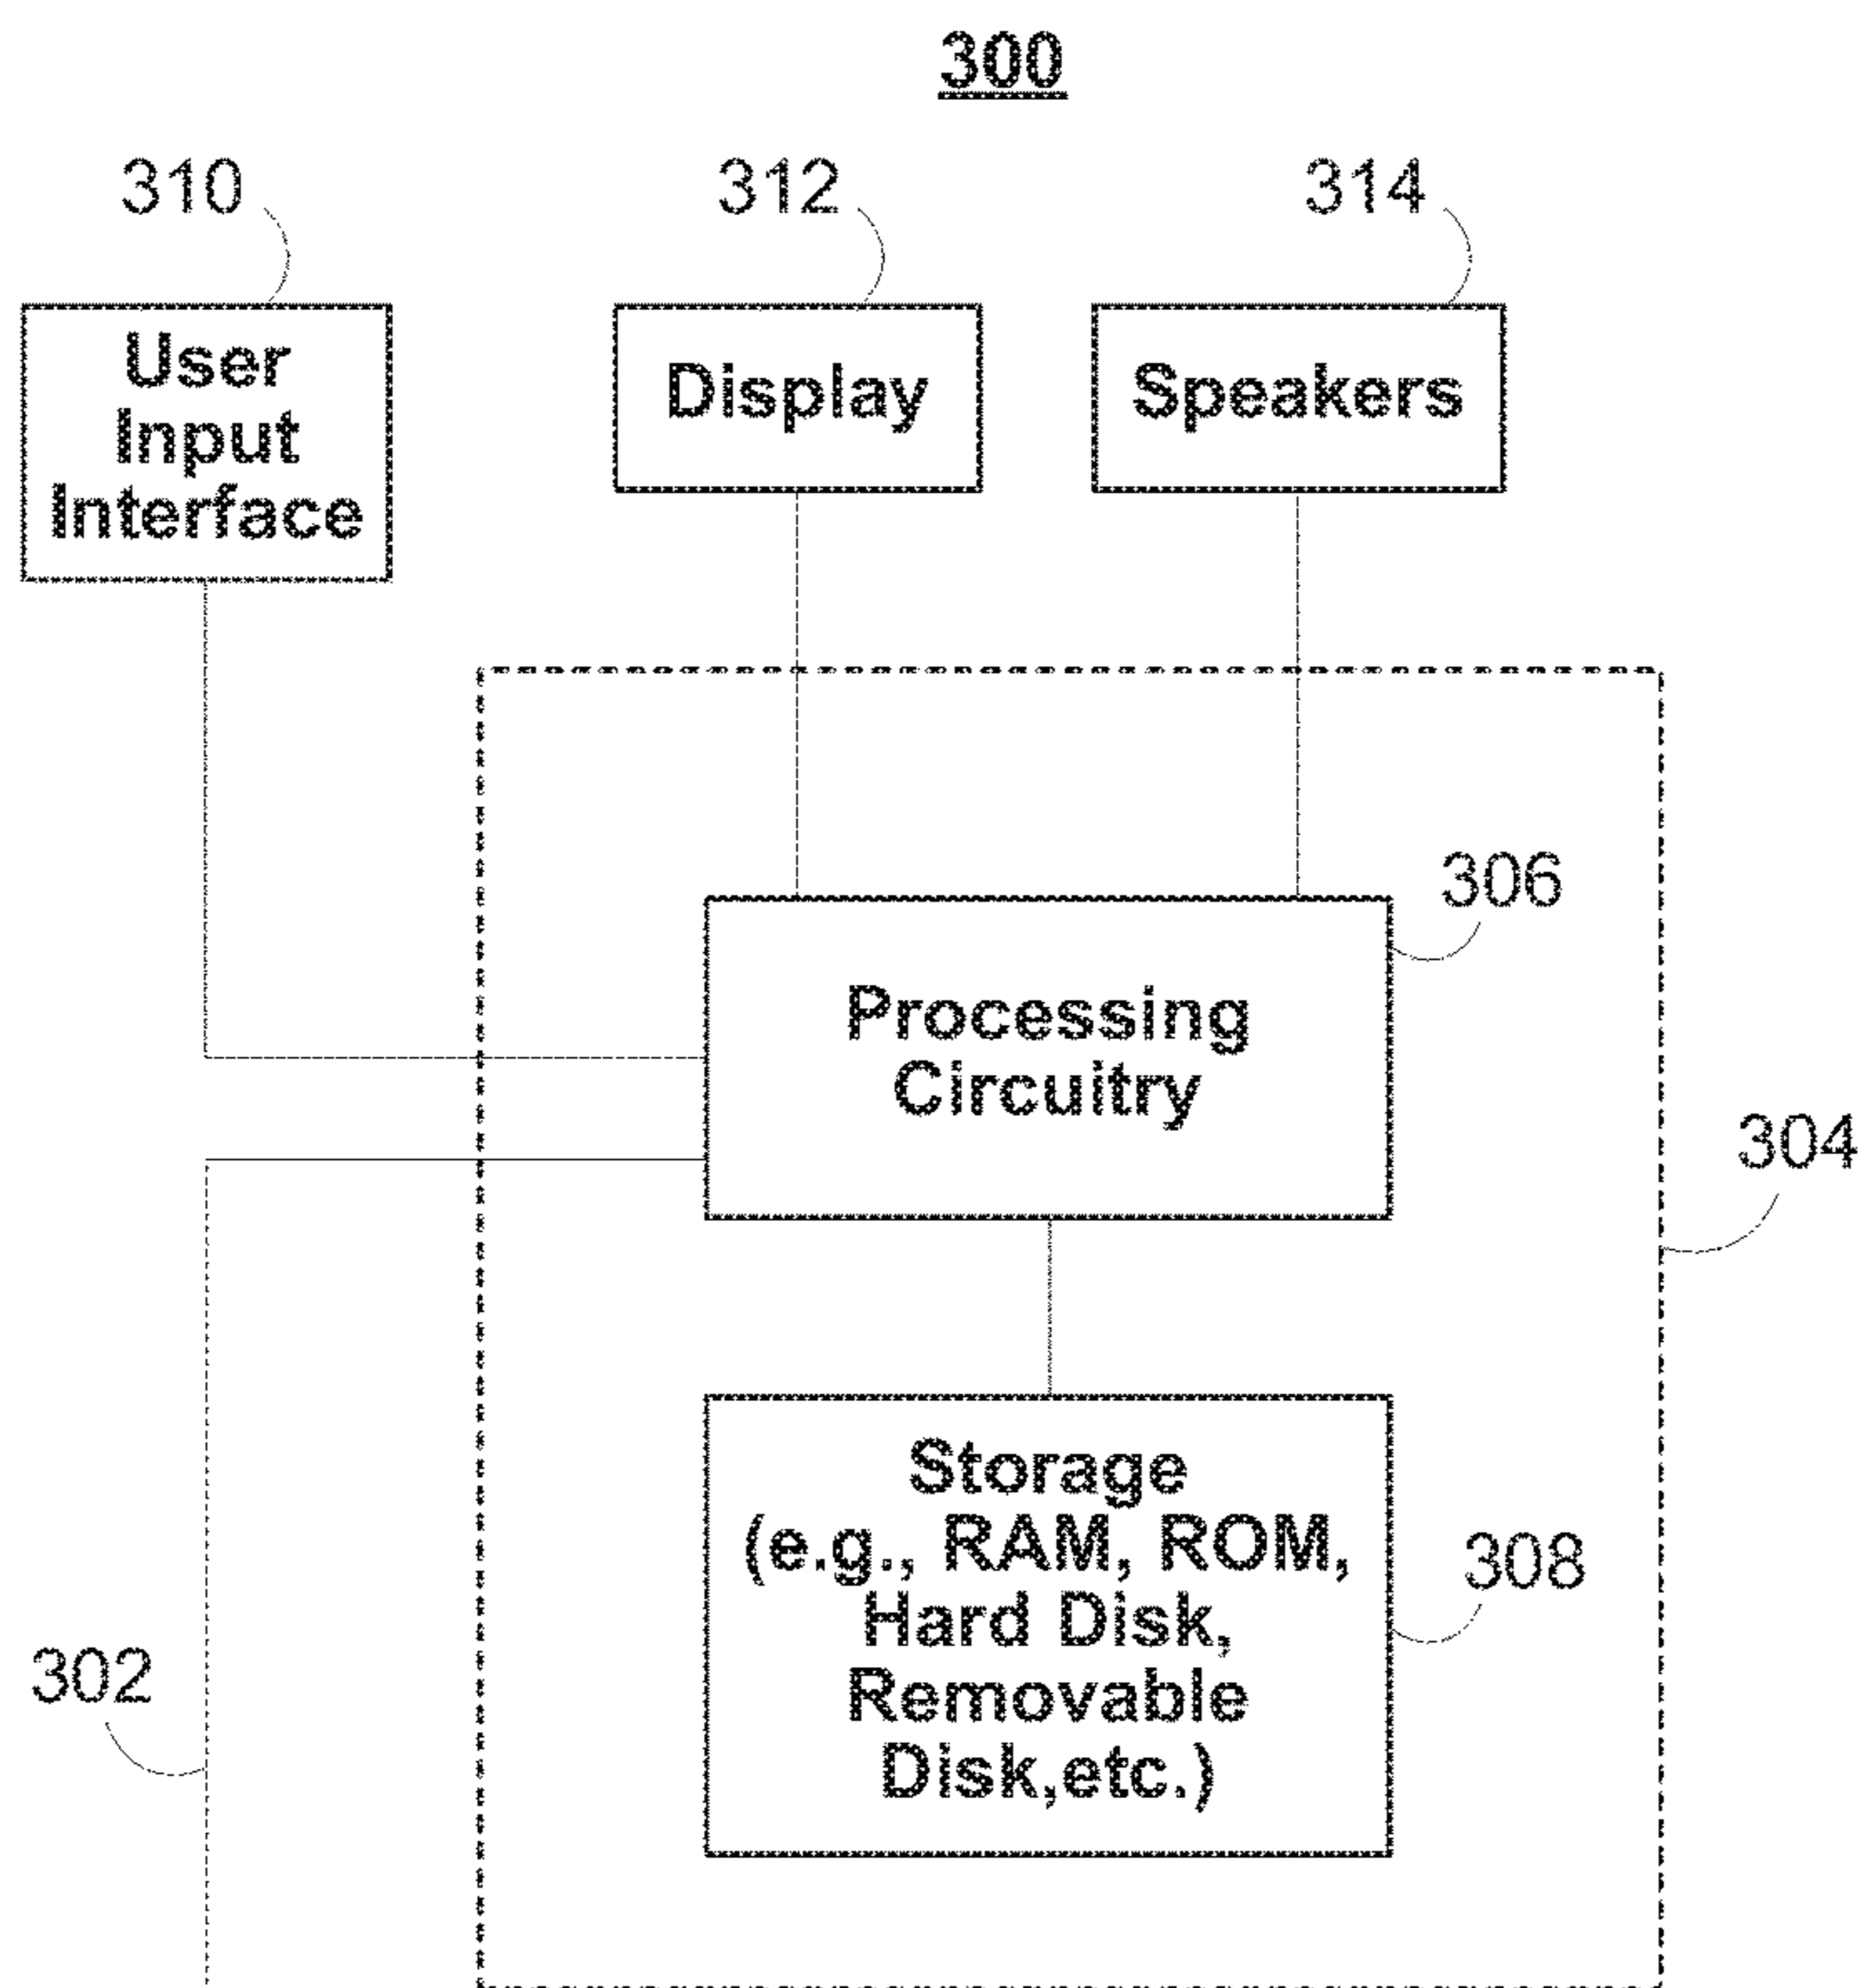 300
310
312
314
User
Input
Interface
Display
Speakers
306
Processing
Circuitry
304
Storage
(e.g., RAM, ROM,
Hard Disk,
Removable
Disk,etc.)
308
302